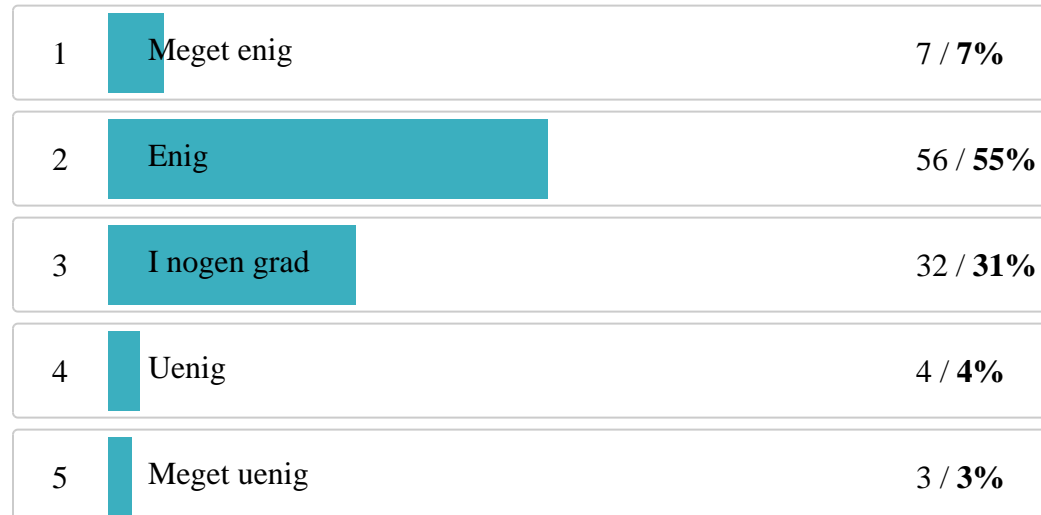 1 Meget enig 7 / 7%
2 Enig 56 / 55%
3 I nogen grad 32 / 31%
4 Uenig 4 / 4%
5 Meget uenig 3 / 3%